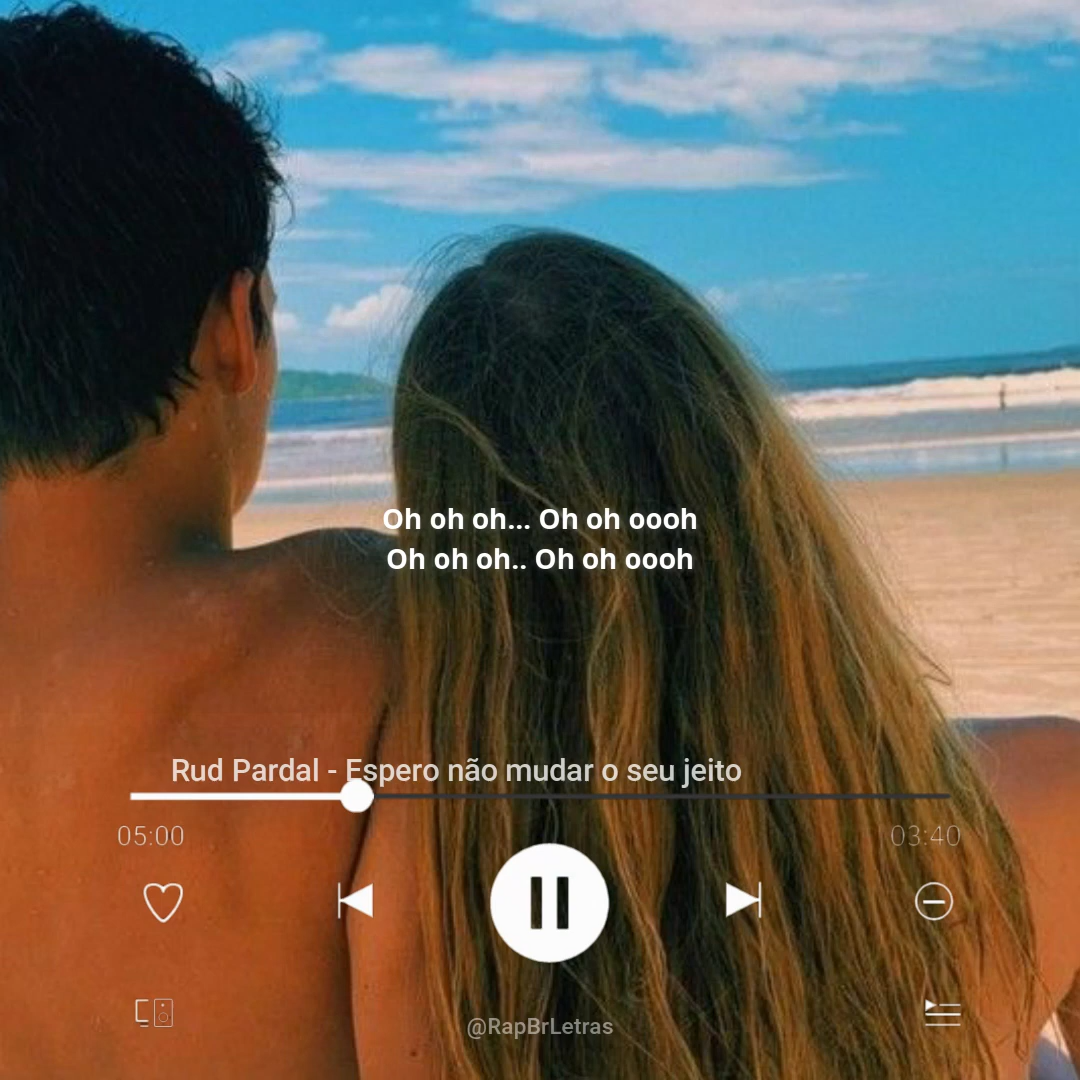 Oh oh oh... Oh oh oooh
Oh oh oh.. Oh oh oooh
Rud Pardal - Espero não mudar o seu jeito
05:00
03:40
@RapBrLetras